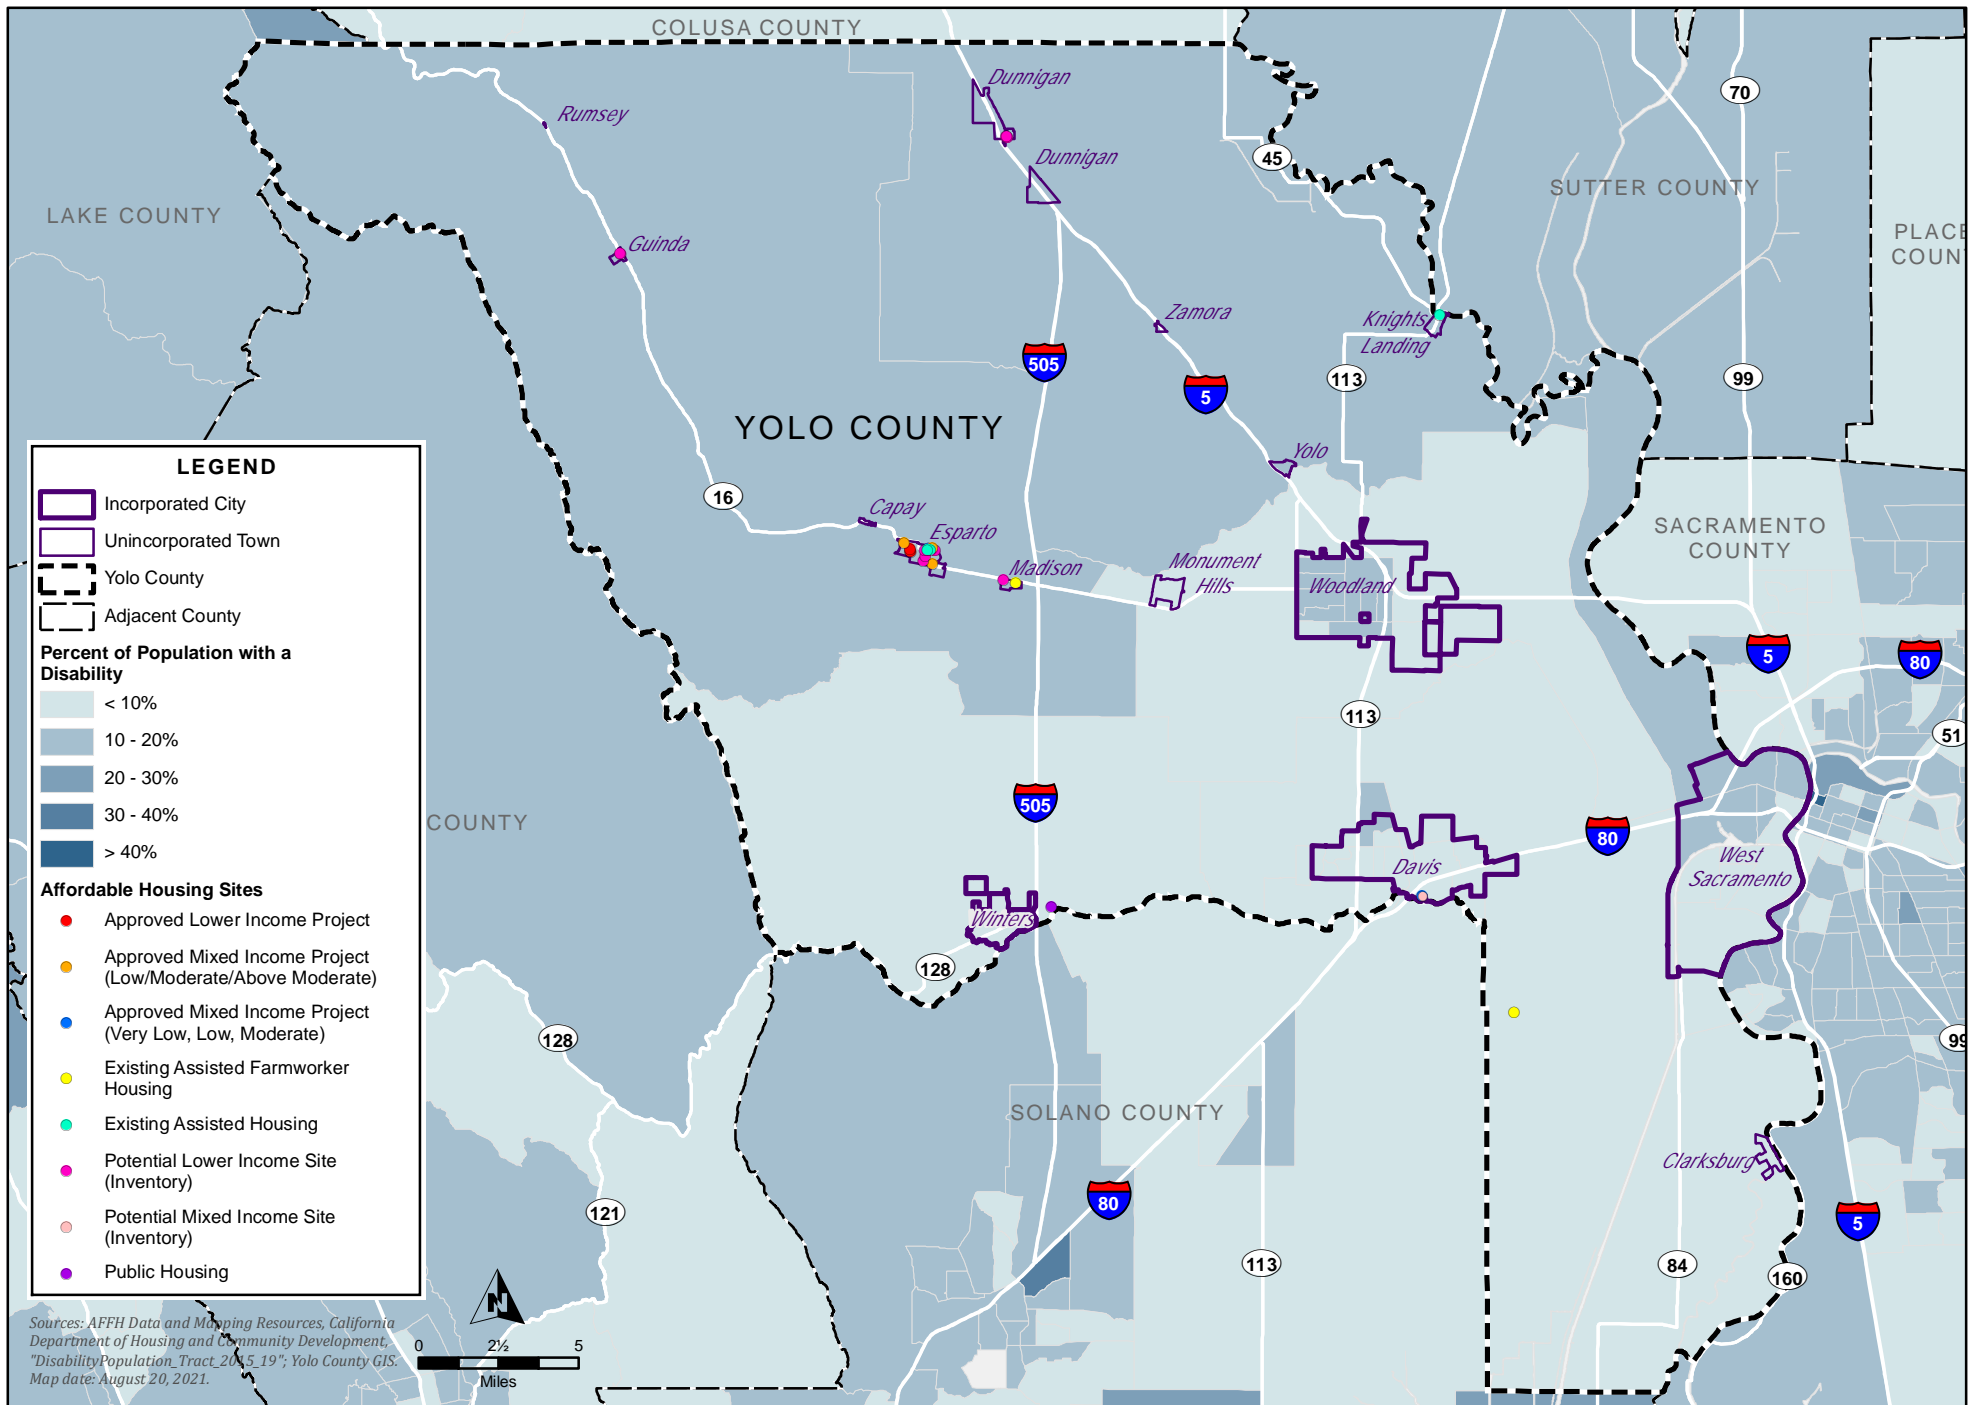 COLUSA COUNTY
Dunnigan
70
Rumsey
Dunnigan
45
SUTTER COUNTY
LAKE COUNTY
PLACE
COUN
Guinda
Zamora
Knights
Landing
505
5
113
99
YOLO COUNTY
Yolo
16
Capay
Esparto
SACRAMENTO
COUNTY
Madison
Monument
Hills
Woodland
5
80
113
51
505
COUNTY
80
West
Sacramento
Davis
Winters
128
128
99
SOLANO COUNTY
Clarksburg
80
121
5
113
84
160
LEGEND
Incorporated City
Unincorporated Town
Yolo County
Adjacent County
Percent of Population with a
Disability
< 10%
10 - 20%
20 - 30%
30 - 40%
> 40%
Affordable Housing Sites
Approved Lower Income Project
Approved Mixed Income Project
(Low/Moderate/Above Moderate)
Approved Mixed Income Project
(Very Low, Low, Moderate)
Existing Assisted Farmworker
Housing
Existing Assisted Housing
Potential Lower Income Site
(Inventory)
Potential Mixed Income Site
(Inventory)
Public Housing
N
0 2½ 5
Miles
Sources: AFFH Data and Mapping Resources, California
Department of Housing and Community Development,
"DisabilityPopulation_Tract_2015_19"; Yolo County GIS.
Map date: August 20, 2021.